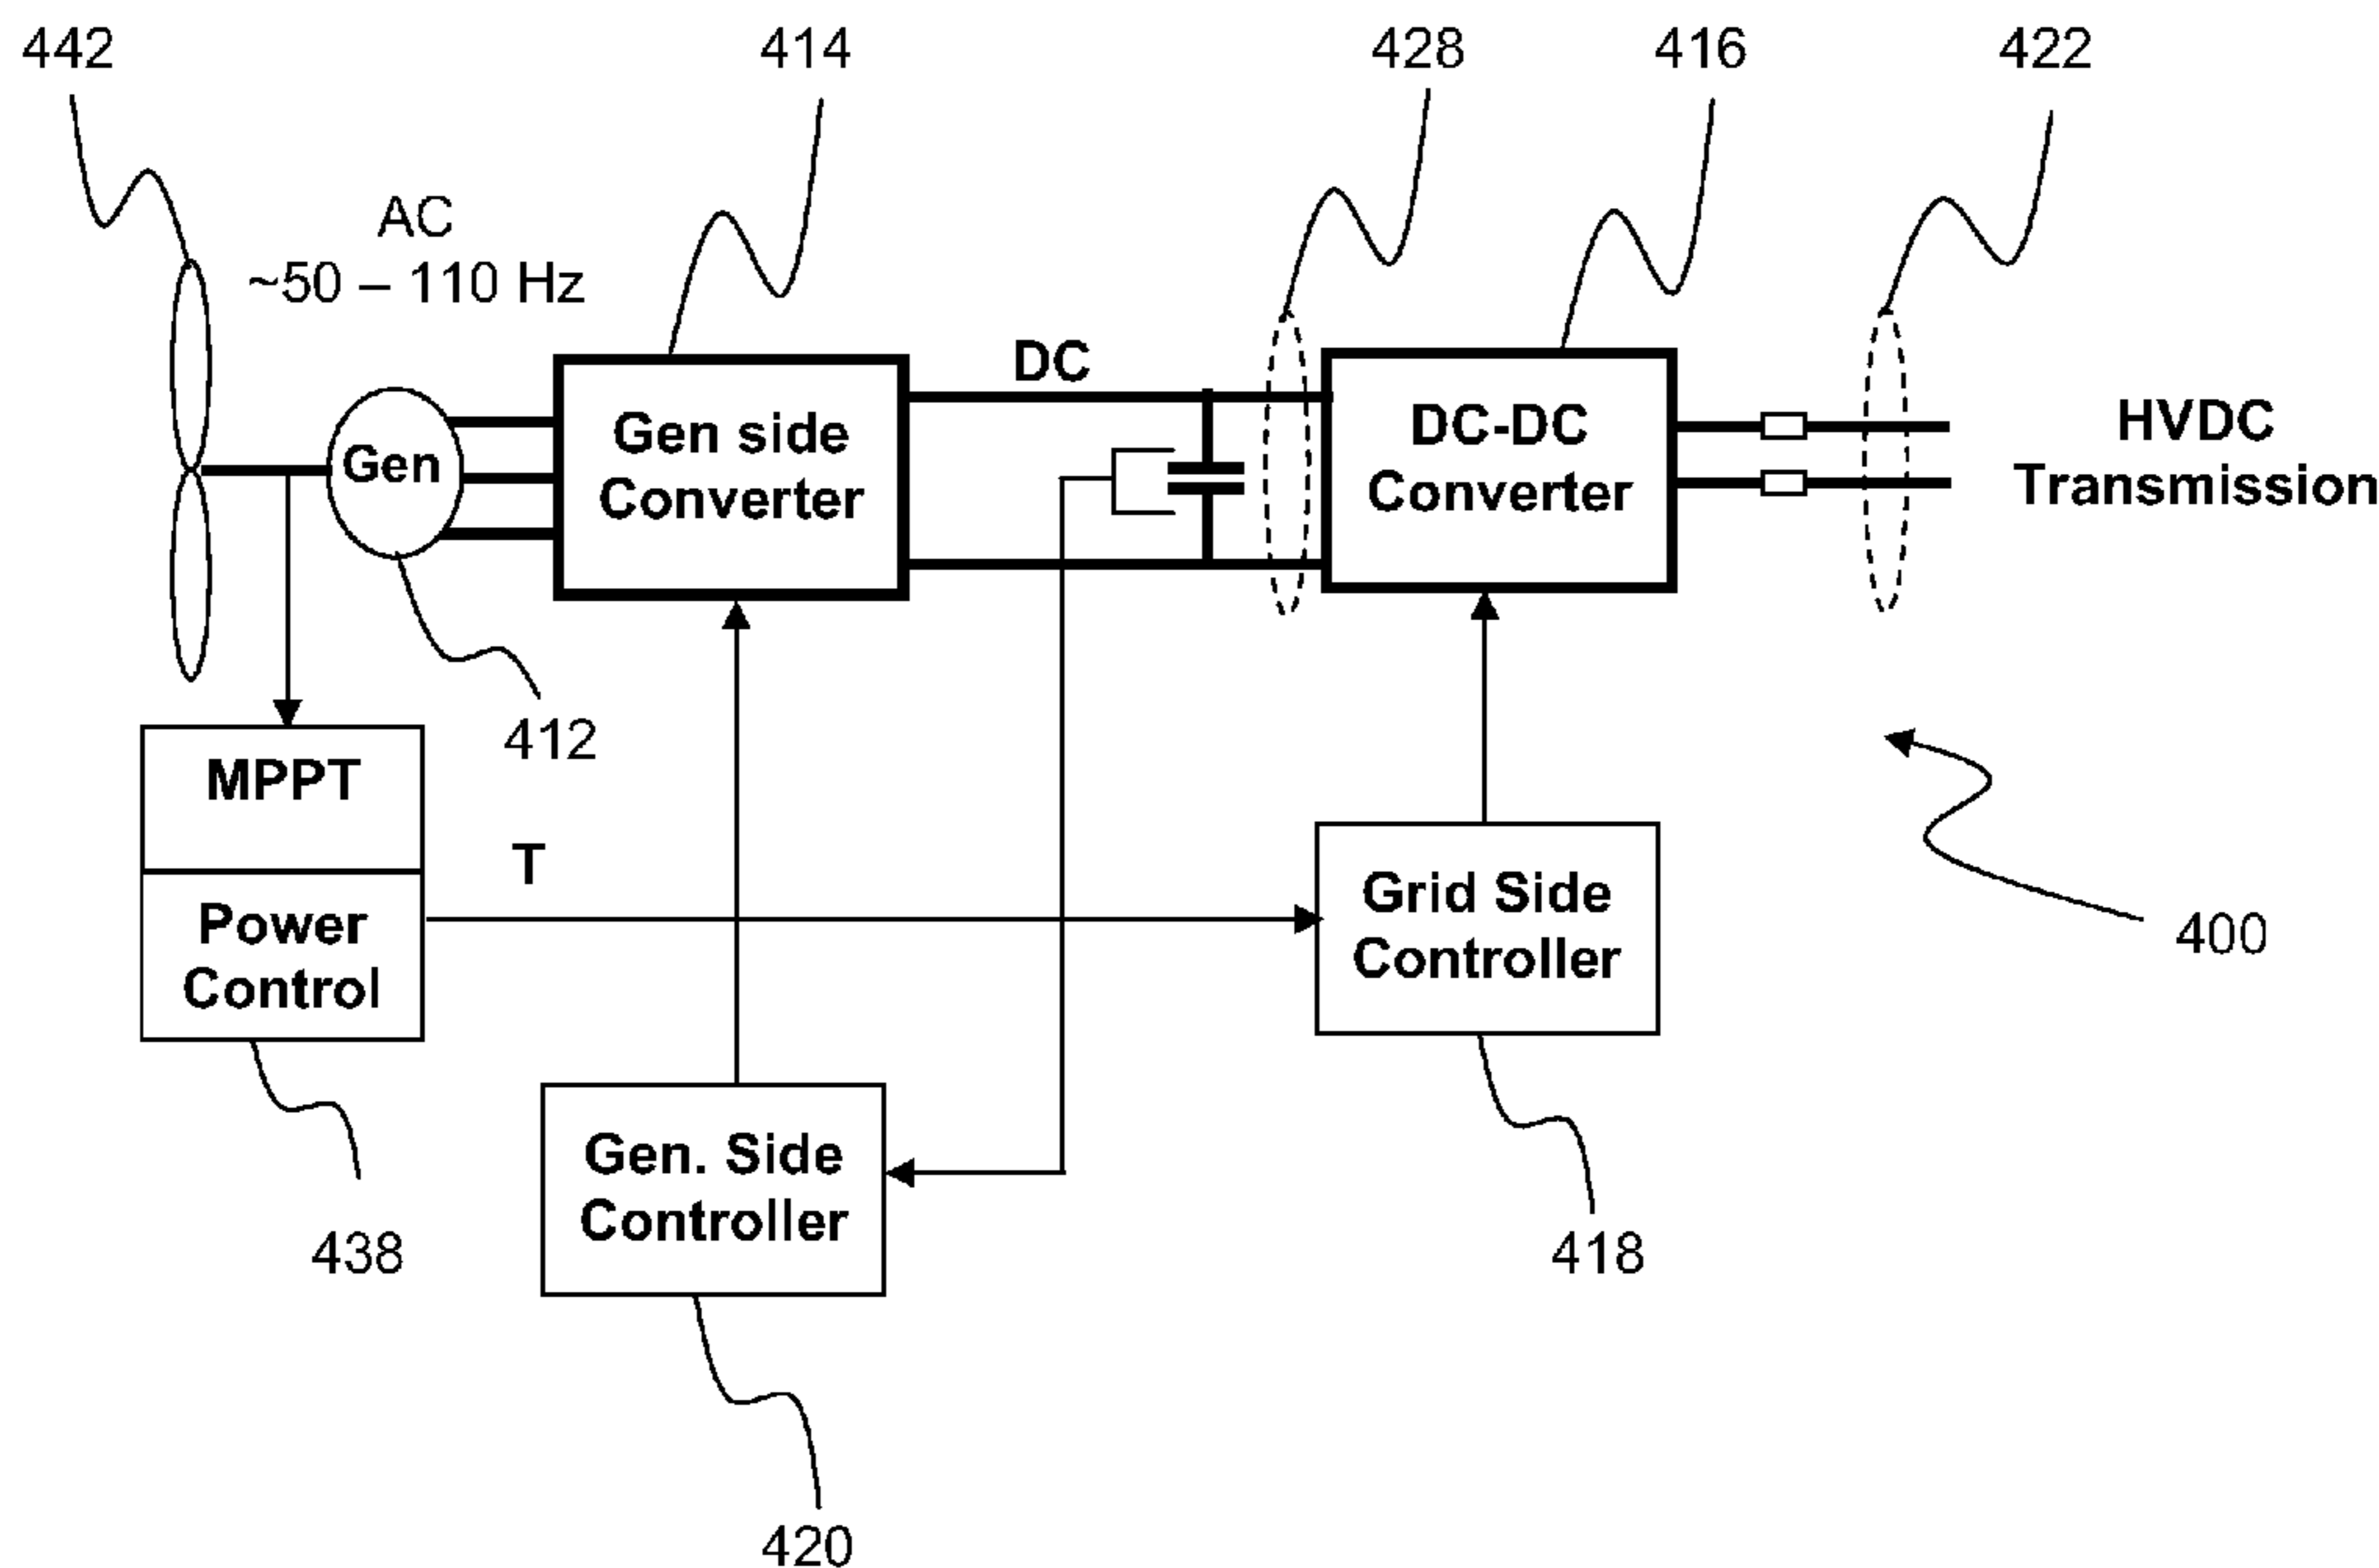 442
414
428
416
422
AC
~50 – 110 Hz
DC
Gen
Gen side
Converter
DC-DC
Converter
HVDC
Transmission
412
MPPT
T
Power
Control
Grid Side
Controller
400
Gen. Side
Controller
438
418
420